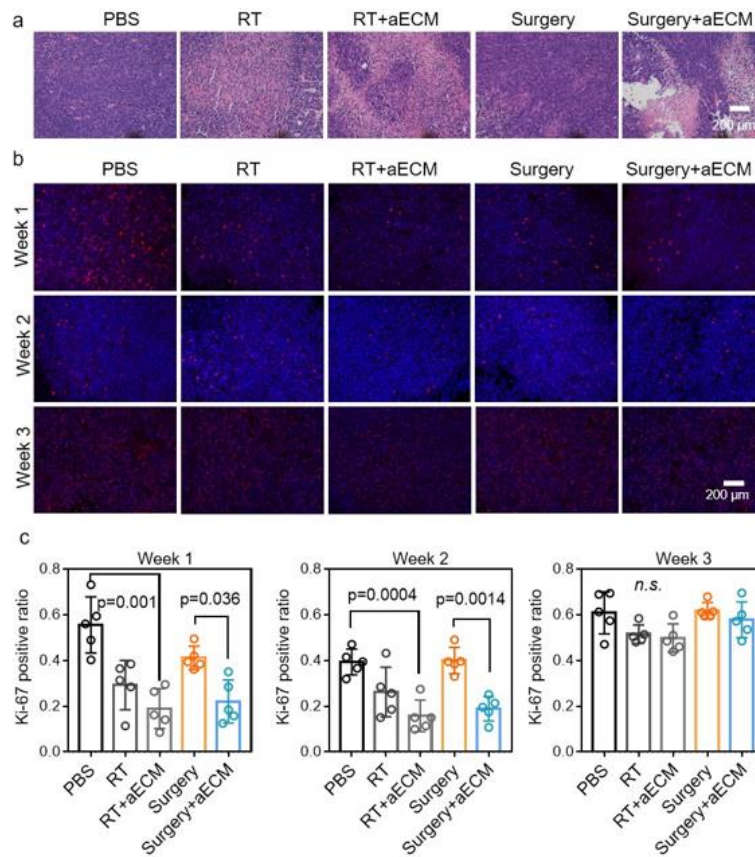 a
PBS RT RT+aECM Surgery Surgery+aECM
200 μm
b
PBS RT RT+aECM Surgery Surgery+aECM
Week 1
Week 2
Week 3
200 μm
c
Week 1
Ki-67 positive ratio
0.8
0.6
0.4
0.2
0.0
p=0.001
p=0.036
PBS
RT
RT+aECM
Surgery
Surgery+aECM
Week 2
Ki-67 positive ratio
0.8
0.6
0.4
0.2
0.0
p=0.0004
p=0.0014
PBS
RT
RT+aECM
Surgery
Surgery+aECM
Week 3
Ki-67 positive ratio
0.8
0.6
0.4
0.2
0.0
n.s.
PBS
RT
RT+aECM
Surgery
Surgery+aECM